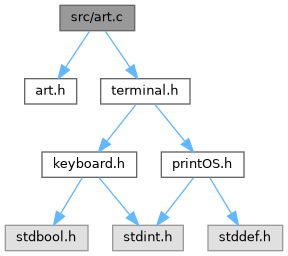 src/art.c
art.h
terminal.h
keyboard.h
printOS.h
stdbool.h
stdint.h
stddef.h